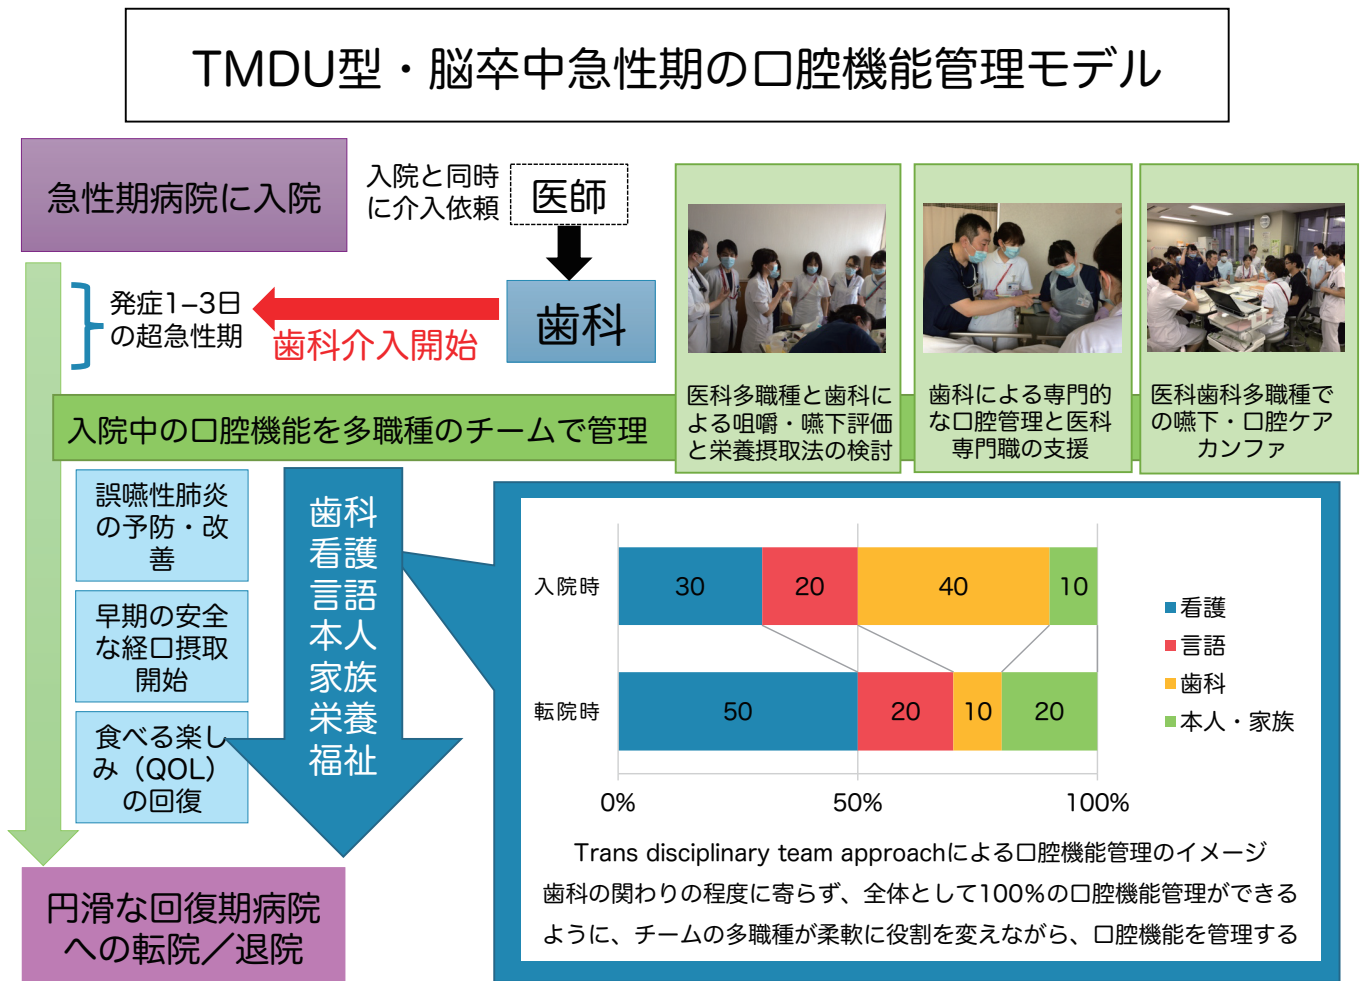 TMDU型・脳卒中急性期の口腔機能管理モデル
急性期病院に入院
入院と同時
に介入依頼
医師
歯科
発症1–3日
の超急性期
歯科介入開始
医科多職種と歯科に
よる咀嚼・嚥下評価
と栄養摂取法の検討
歯科による専門的
な口腔管理と医科
専門職の支援
医科歯科多職種で
の嚥下・口腔ケア
カンファ
入院中の口腔機能を多職種のチームで管理
誤嚥性肺炎
の予防・改
善
早期の安全
な経口摂取
開始
食べる楽し
み（QOL）
の回復
歯科
看護
言語
本人
家族
栄養
福祉
入院時
30
20
40
10
転院時
50
20
10
20
0%
50%
100%
看護
言語
歯科
本人・家族
Trans disciplinary team approachによる口腔機能管理のイメージ
歯科の関わりの程度に寄らず、全体として100%の口腔機能管理ができる
ように、チームの多職種が柔軟に役割を変えながら、口腔機能を管理する
円滑な回復期病院
への転院／退院